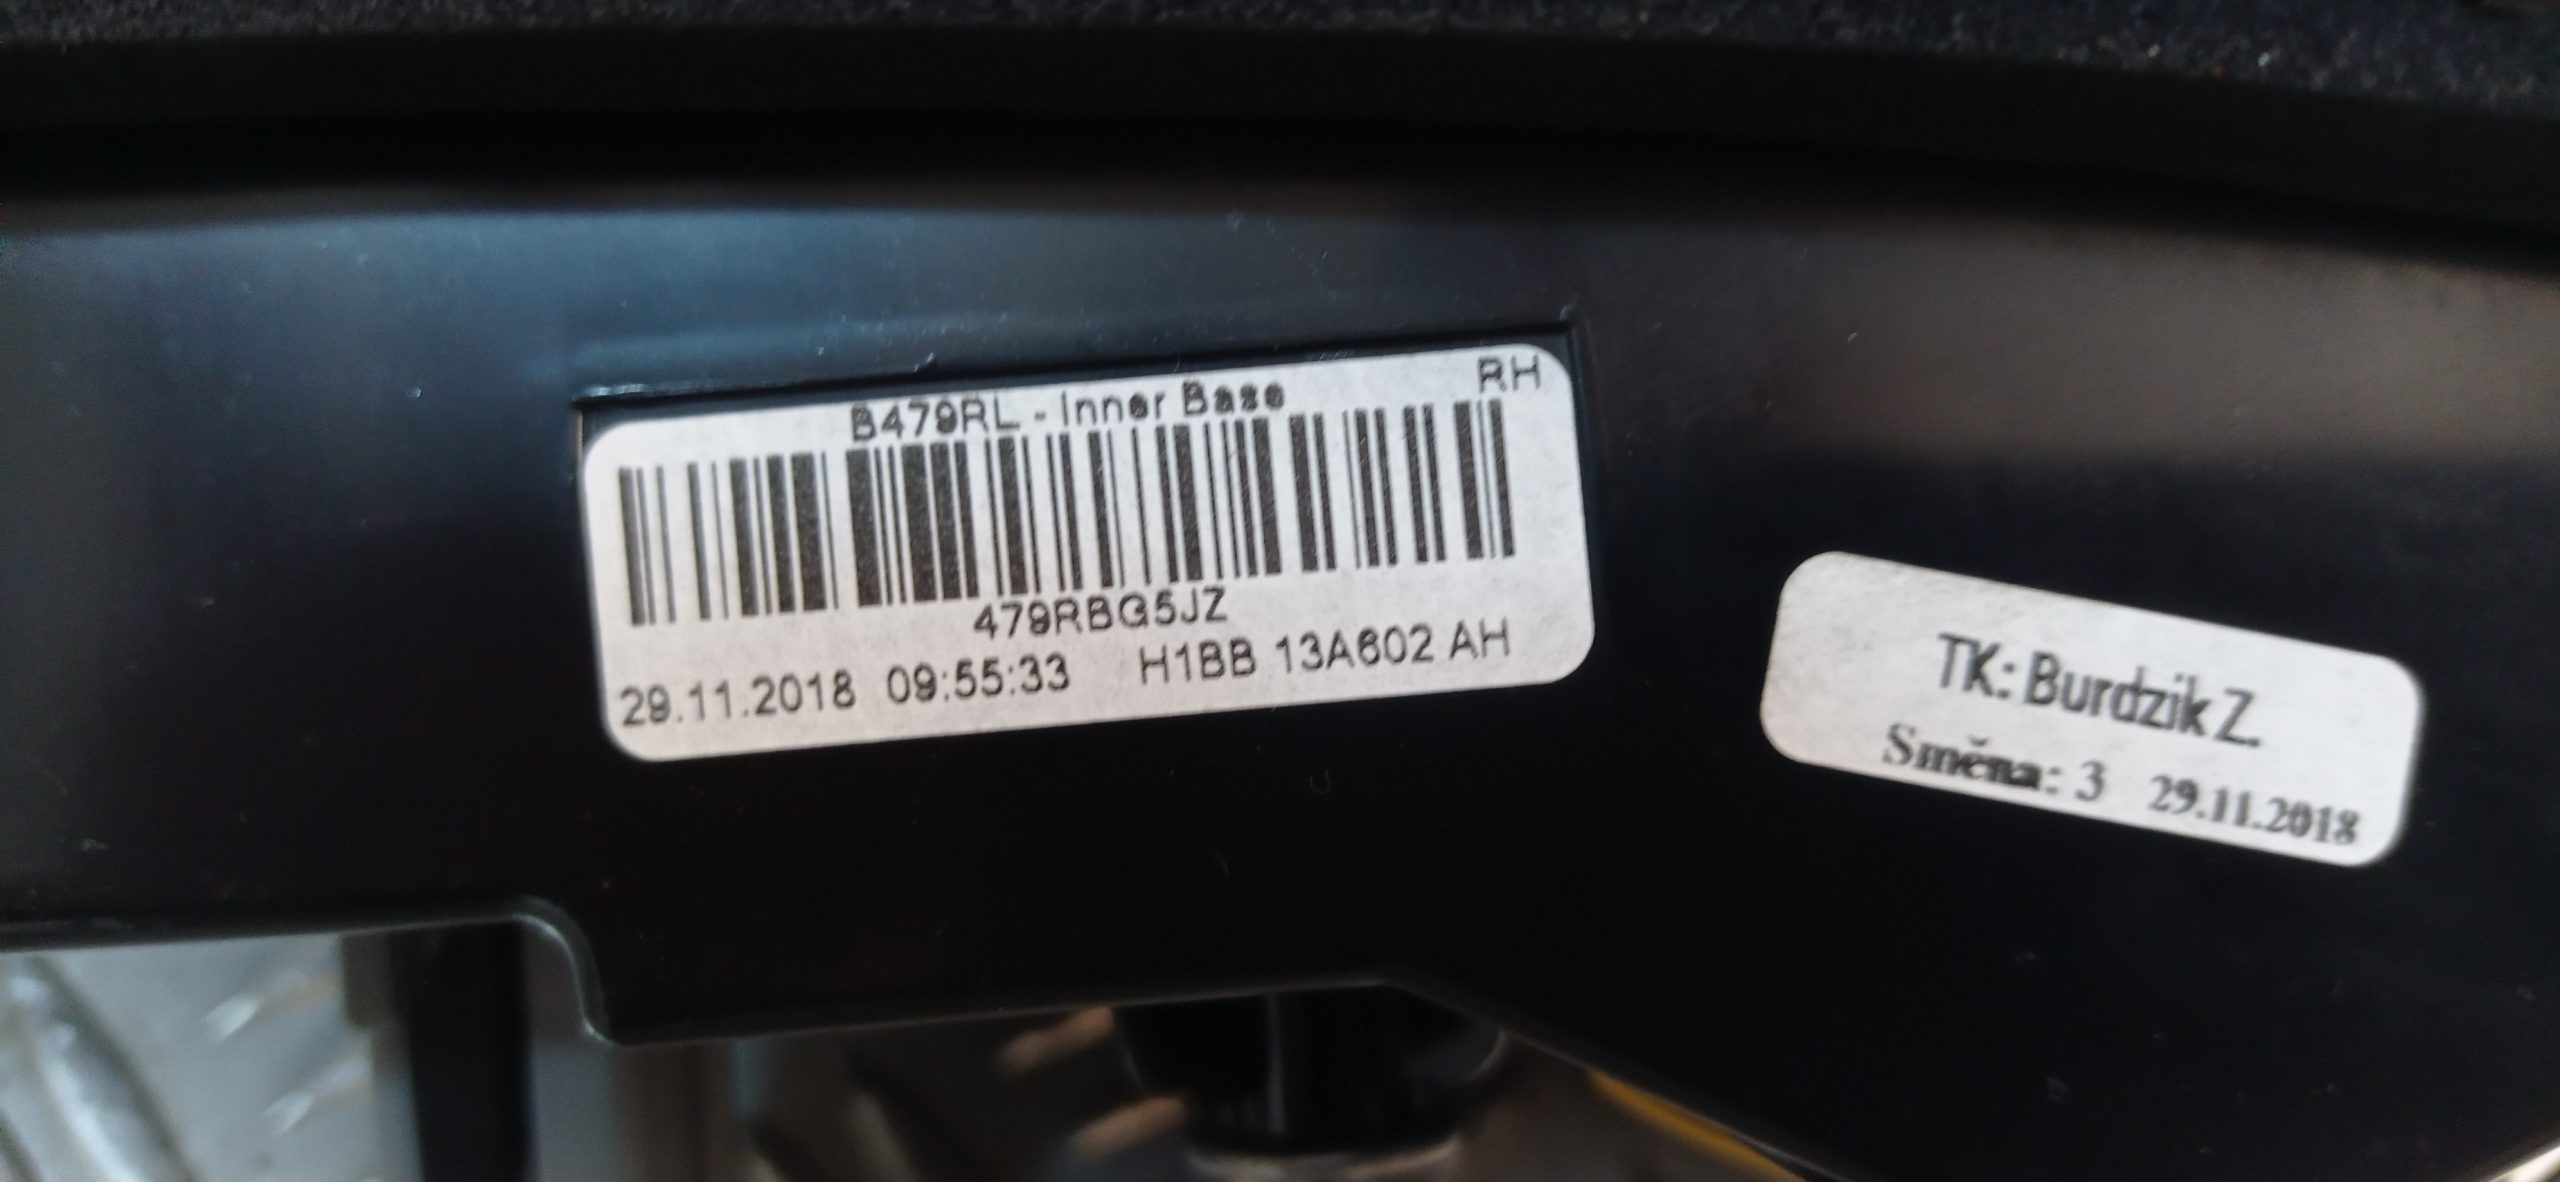 B479RL - Inner Base RH
479RBG5JZ
29.11.2018 09:55:33 H1BB 13A602 AH
TK: Burdzik Z.
Směna: 3 29.11.2018